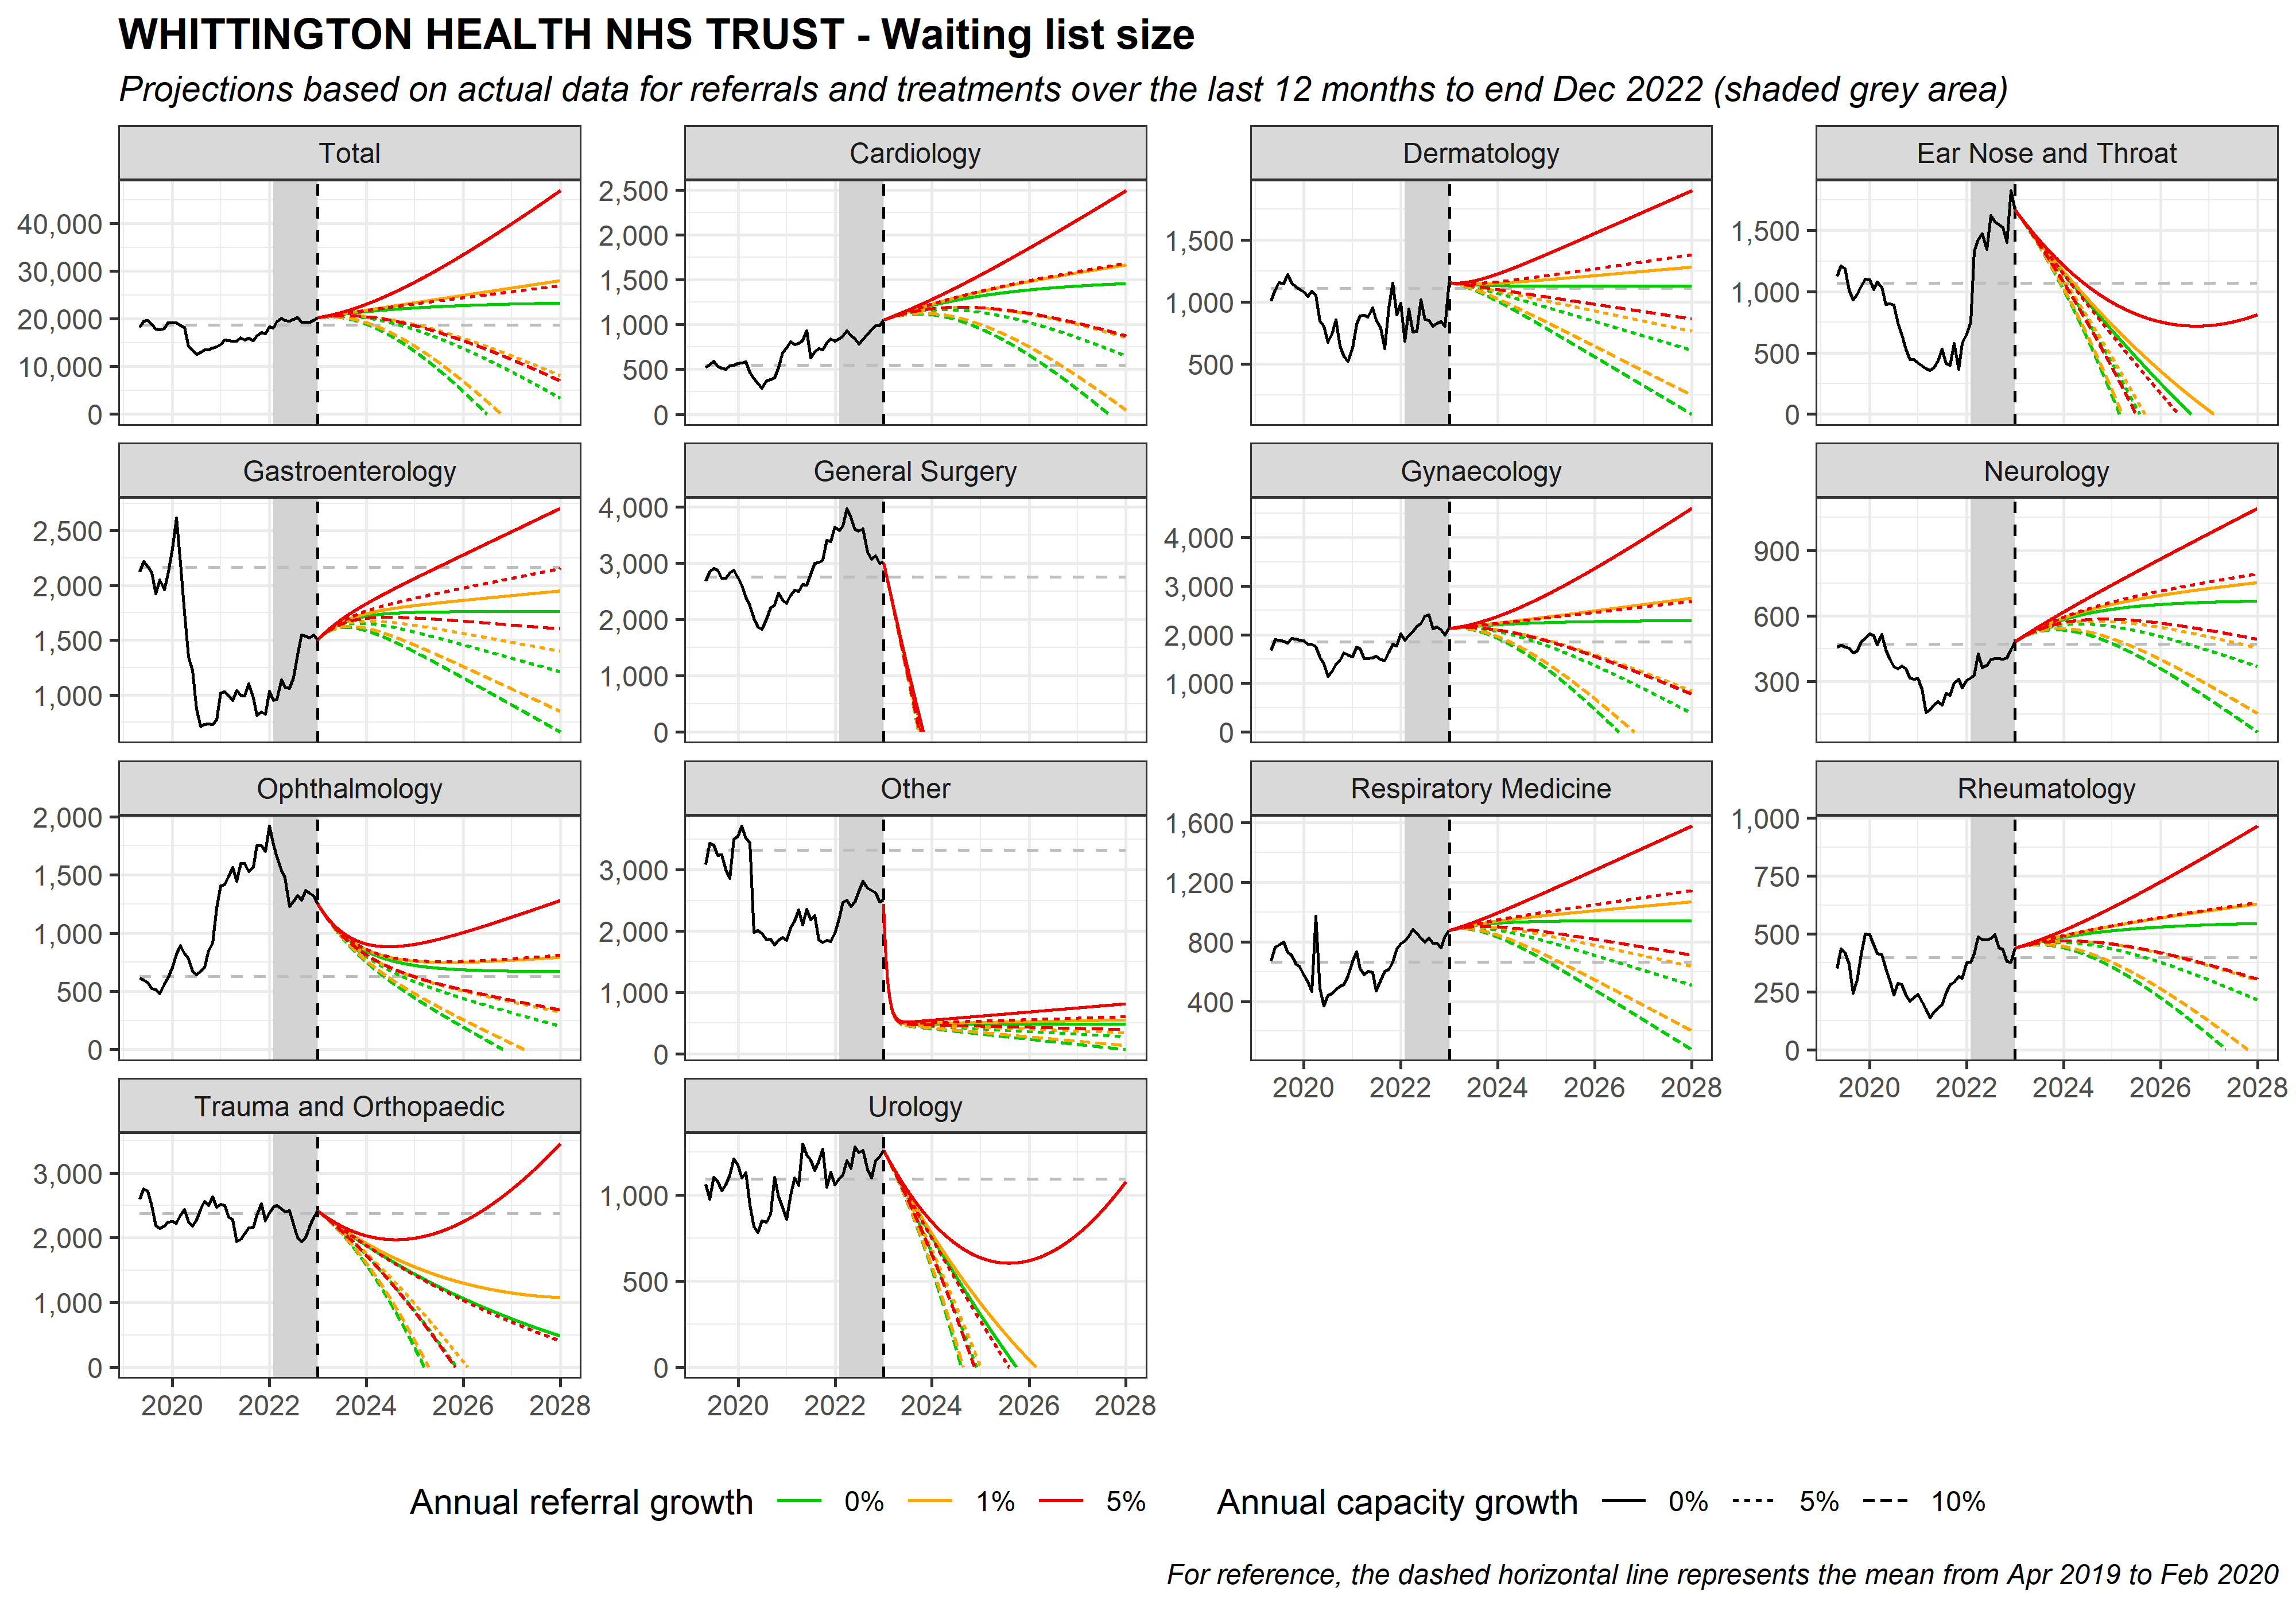 WHITTINGTON HEALTH NHS TRUST - Waiting list size
Projections based on actual data for referrals and treatments over the last 12 months to end Dec 2022 (shaded grey area)
Total
40,000
30,000
20,000
10,000
0
Cardiology
2,500
2,000
1,500
1,000
500
0
Dermatology
1,500
1,000
500
Ear Nose and Throat
1,500
1,000
500
0
Gastroenterology
2,500
2,000
1,500
1,000
General Surgery
4,000
3,000
2,000
1,000
0
Gynaecology
4,000
3,000
2,000
1,000
0
Neurology
900
600
300
Ophthalmology
2,000
1,500
1,000
500
0
Other
3,000
2,000
1,000
0
Respiratory Medicine
1,600
1,200
800
400
2020 2022 2024 2026 2028
Rheumatology
1,000
750
500
250
0
2020 2022 2024 2026 2028
Trauma and Orthopaedic
3,000
2,000
1,000
0
2020 2022 2024 2026 2028
Urology
1,000
500
0
2020 2022 2024 2026 2028
Annual referral growth 0% 1% 5% Annual capacity growth 0% 5% 10%
For reference, the dashed horizontal line represents the mean from Apr 2019 to Feb 2020